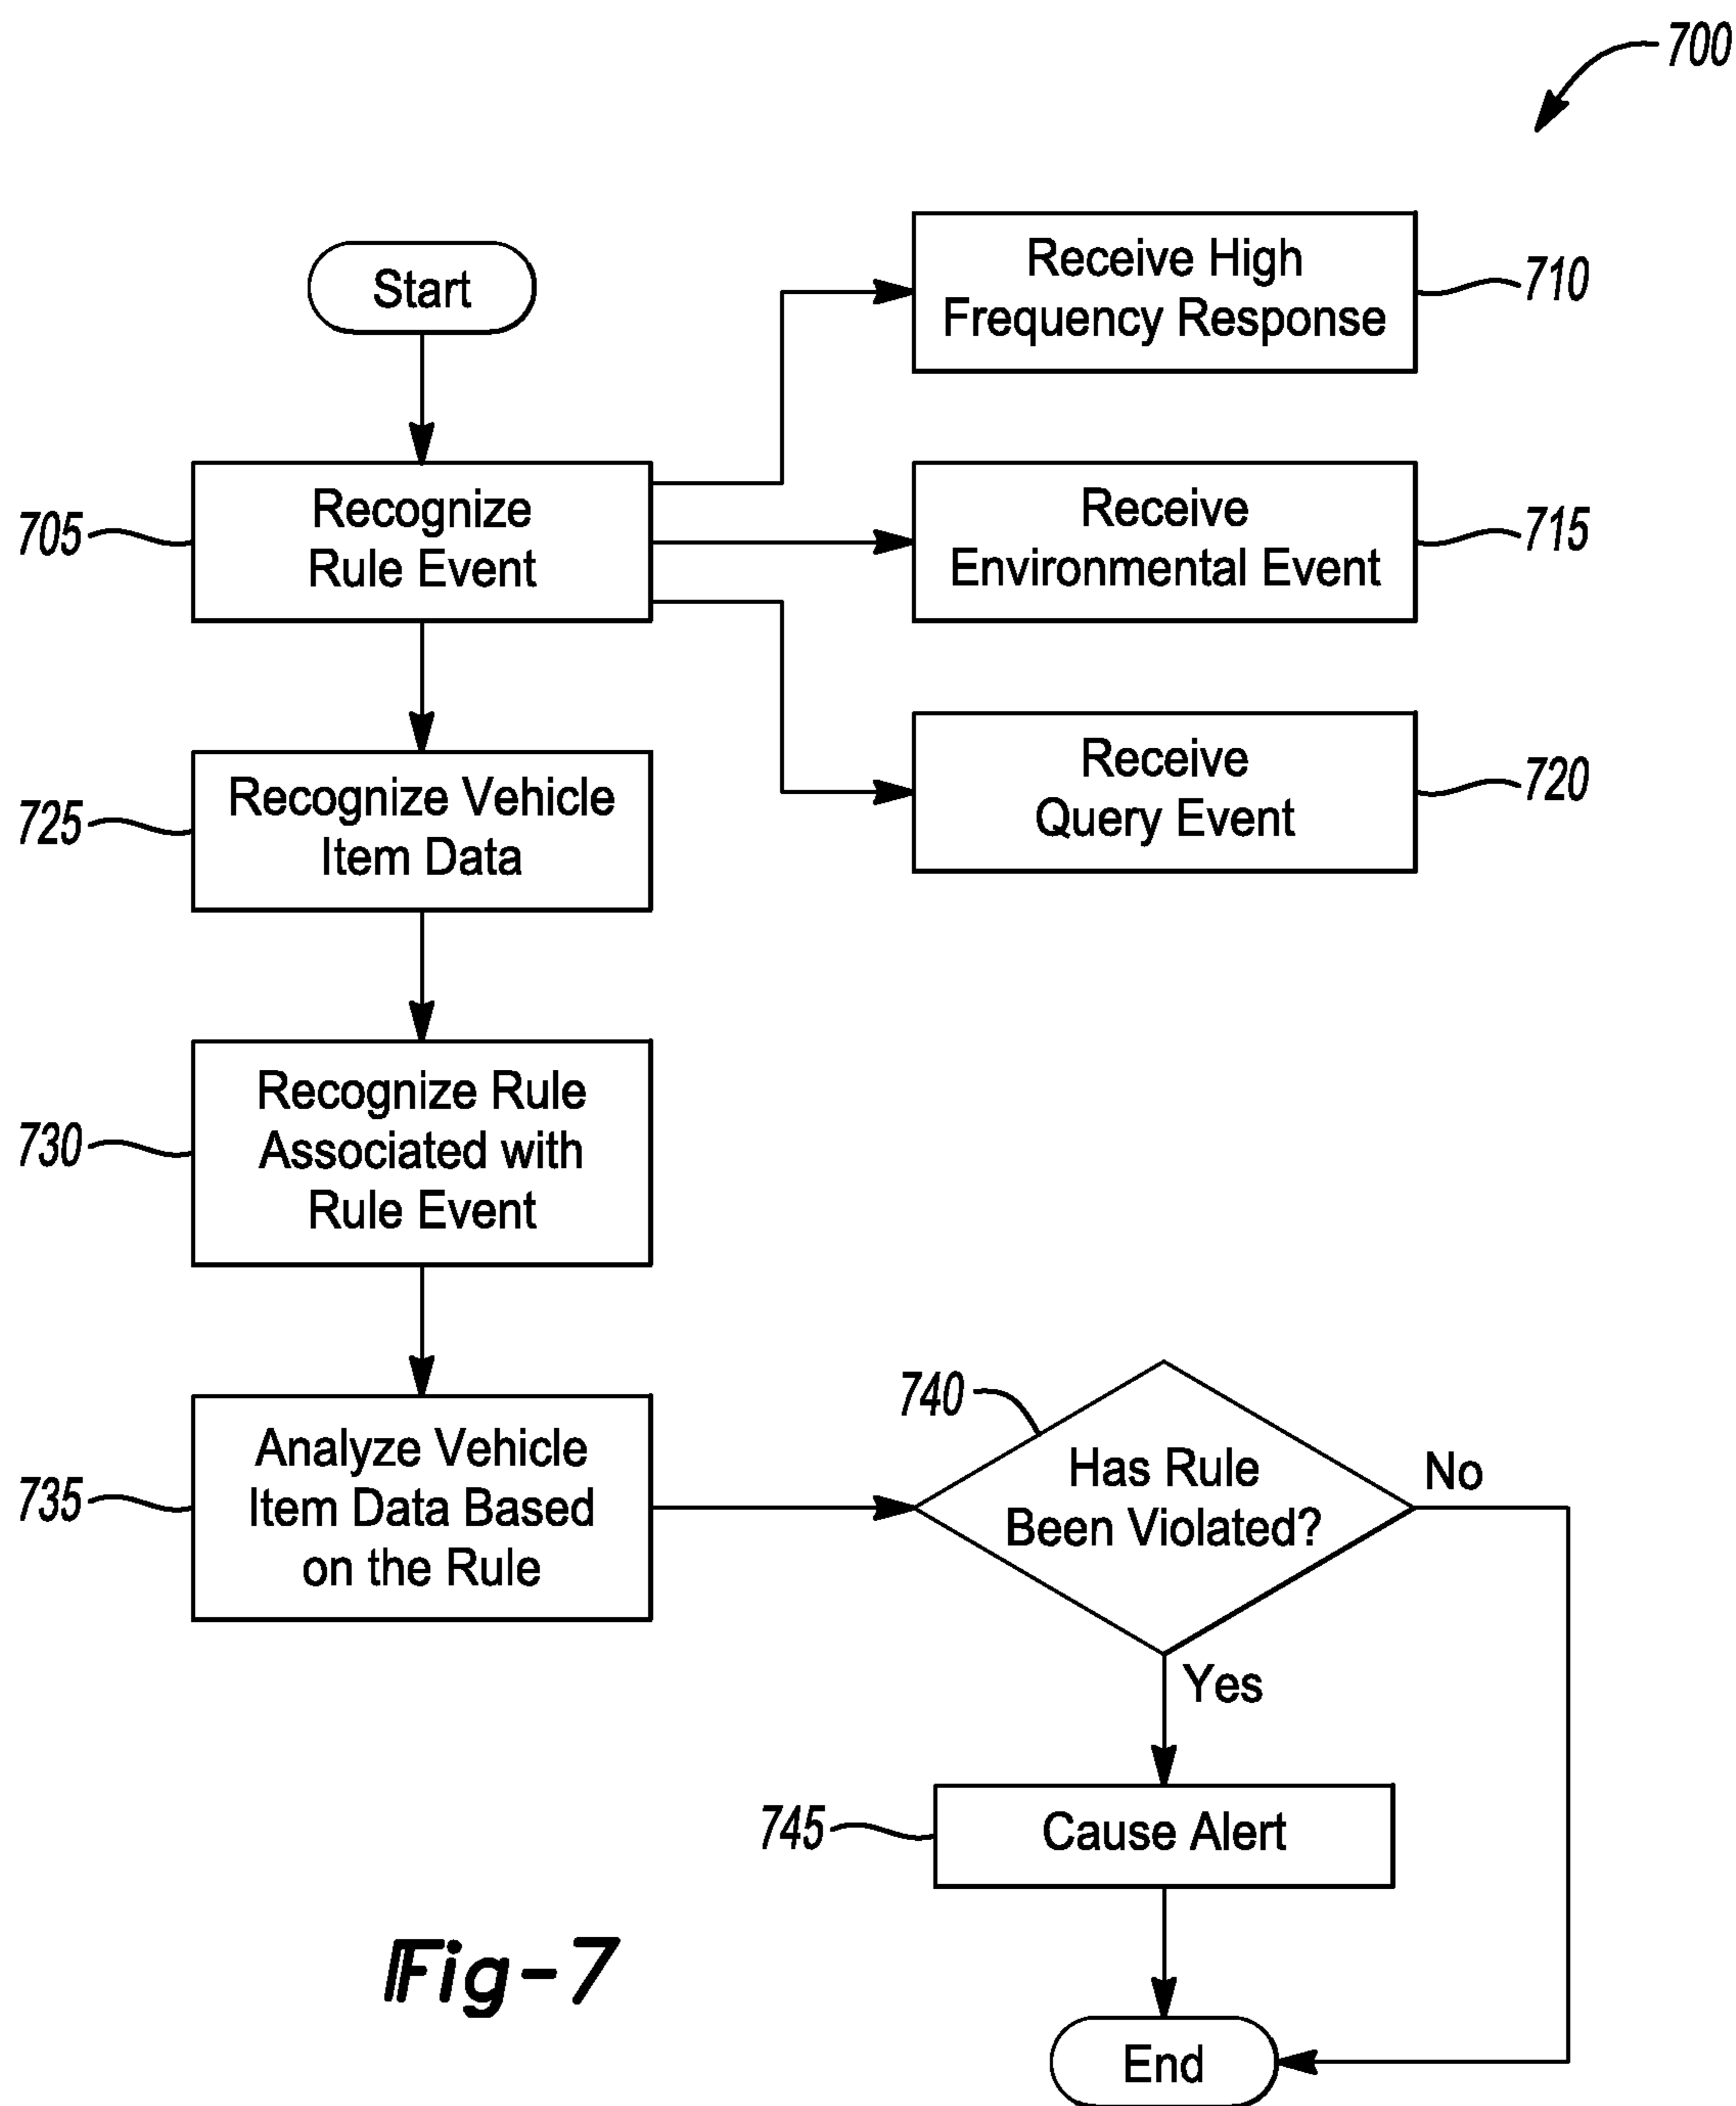 700
Start
Receive High
Frequency Response
710
705
Recognize
Rule Event
Receive
Environmental Event
715
725
Recognize Vehicle
Item Data
Receive
Query Event
720
730
Recognize Rule
Associated with
Rule Event
735
Analyze Vehicle
Item Data Based
on the Rule
740
Has Rule
Been Violated?
No
Yes
745
Cause Alert
Fig-7
End